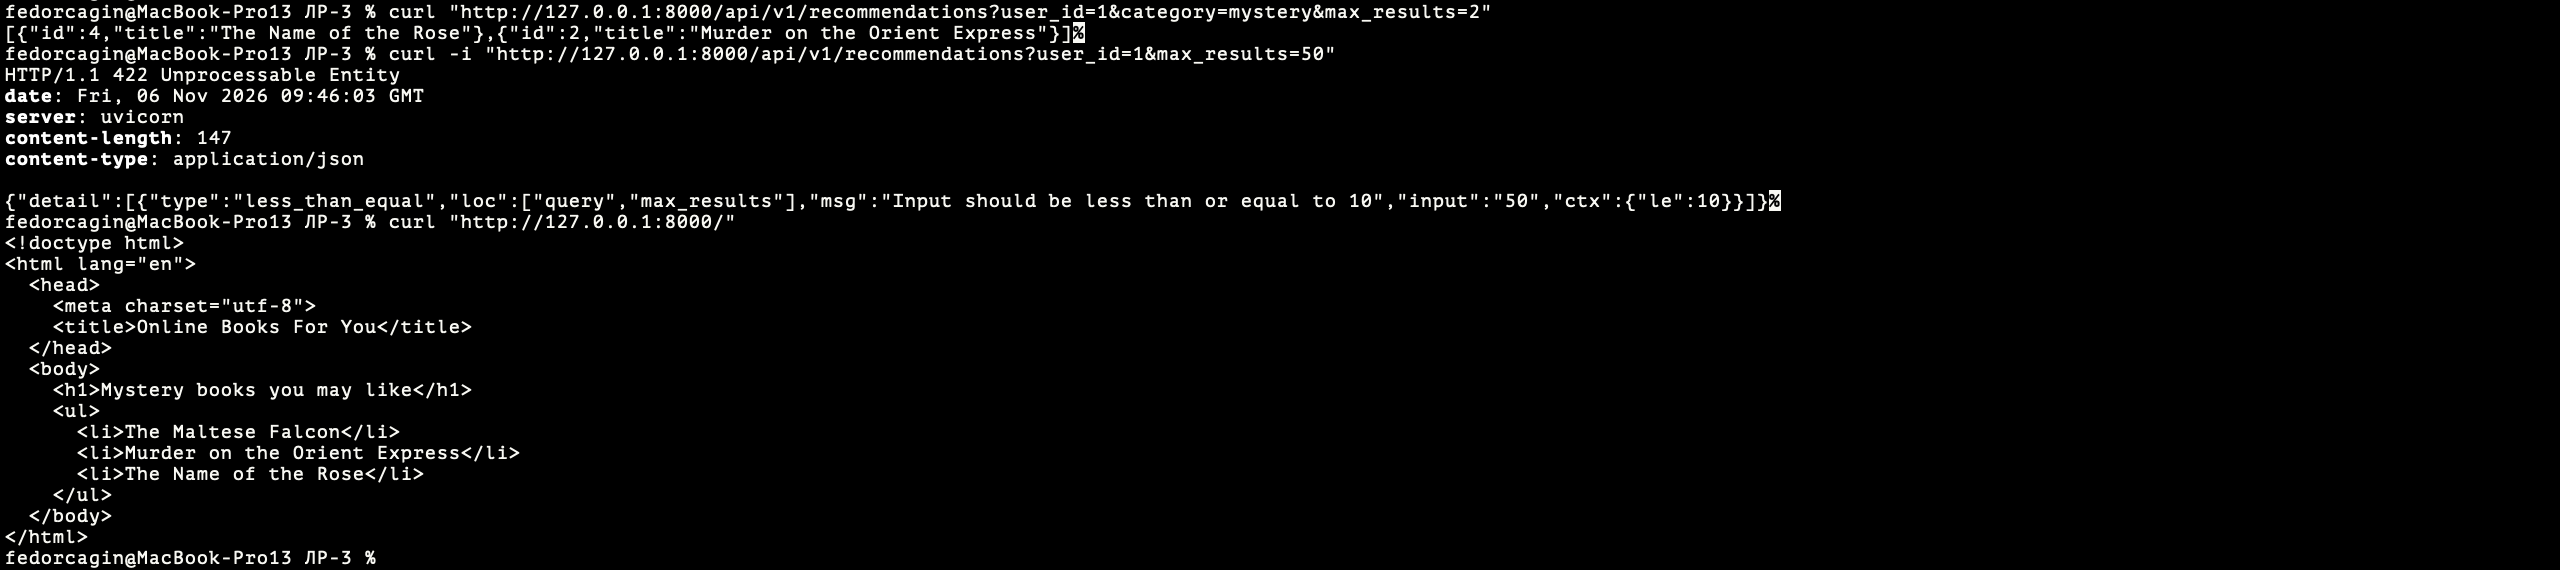 fedorcagin@MacBook-Pro13 ЛР-3 % curl "http://127.0.0.1:8000/api/v1/recommendations?user_id=1&category=mystery&max_results=2"
[{"id":4,"title":"The Name of the Rose"},{"id":2,"title":"Murder on the Orient Express"}]%
fedorcagin@MacBook-Pro13 ЛР-3 % curl -i "http://127.0.0.1:8000/api/v1/recommendations?user_id=1&max_results=50"
HTTP/1.1 422 Unprocessable Entity
date: Fri, 06 Nov 2026 09:46:03 GMT
server: uvicorn
content-length: 147
content-type: application/json

{"detail":[{"type":"less_than_equal","loc":["query","max_results"],"msg":"Input should be less than or equal to 10","input":"50","ctx":{"le":10}}]}%
fedorcagin@MacBook-Pro13 ЛР-3 % curl "http://127.0.0.1:8000/"
<!doctype html>
<html lang="en">
  <head>
    <meta charset="utf-8">
    <title>Online Books For You</title>
  </head>
  <body>
    <h1>Mystery books you may like</h1>
    <ul>
      <li>The Maltese Falcon</li>
      <li>Murder on the Orient Express</li>
      <li>The Name of the Rose</li>
    </ul>
  </body>
</html>
fedorcagin@MacBook-Pro13 ЛР-3 %